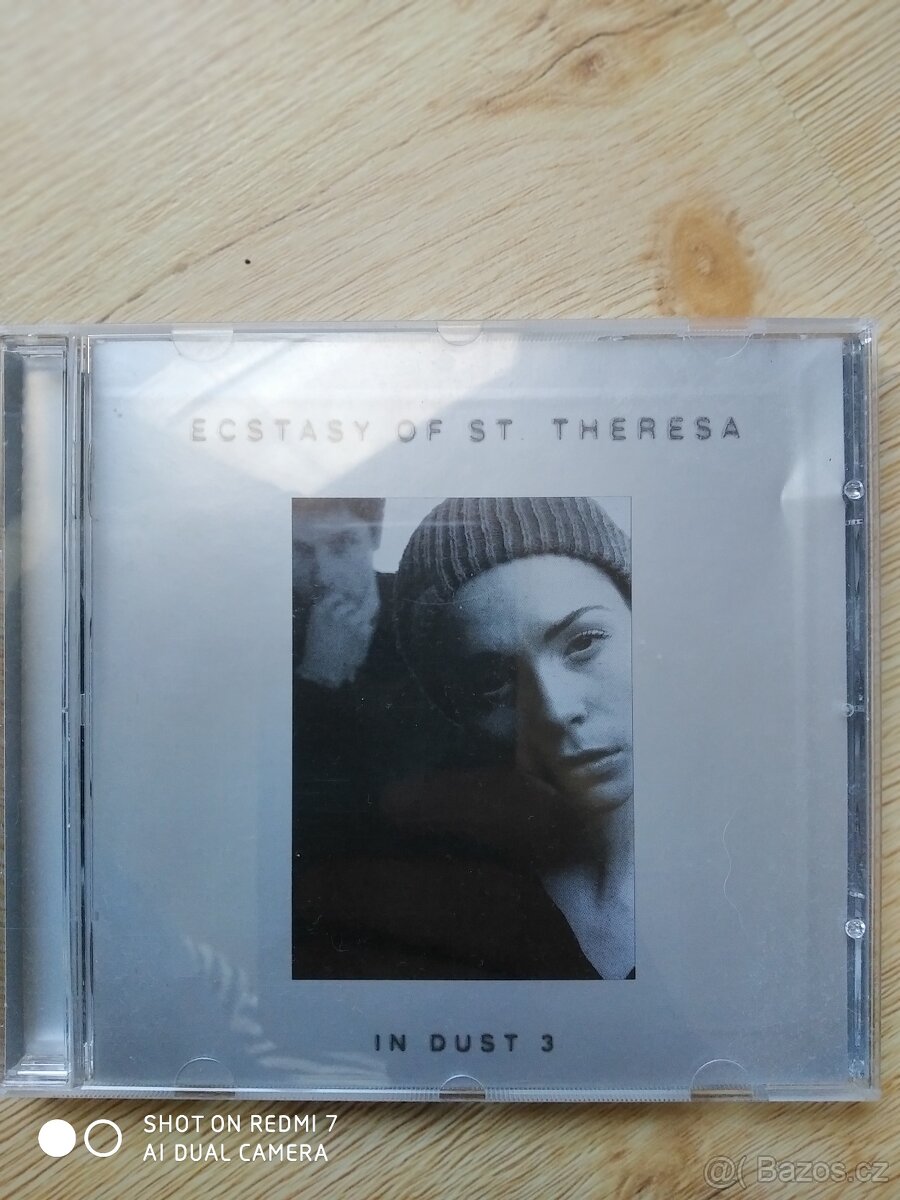 ECSTASY OF ST. THERESA
IN DUST 3
SHOT ON REDMI 7
AI DUAL CAMERA
@( Bazos.cz